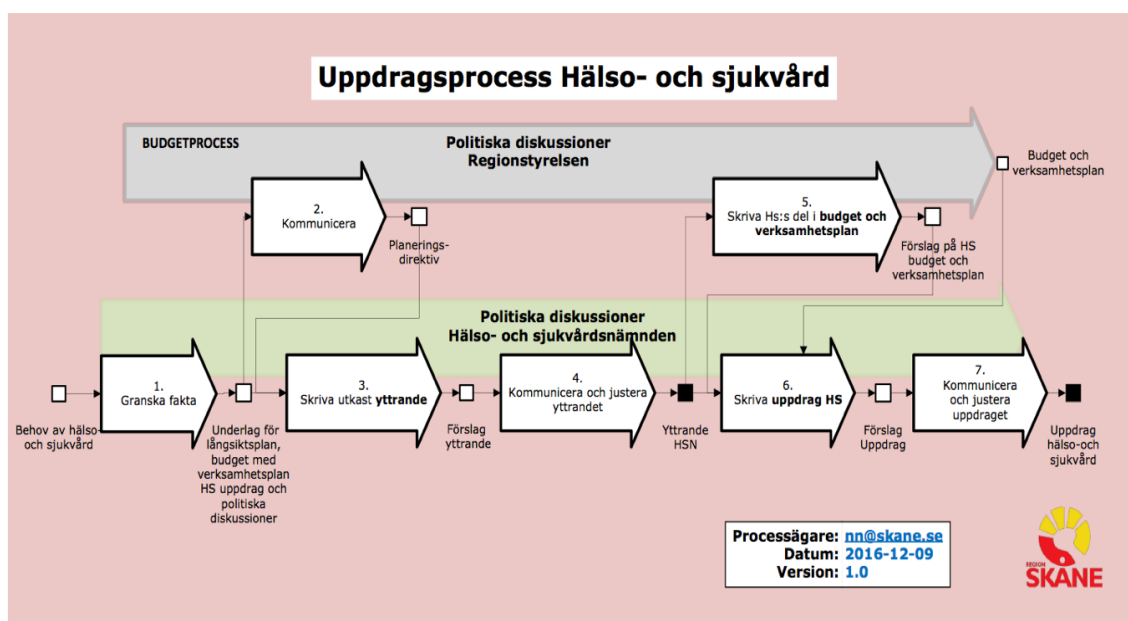 Uppdragsprocess Hälso- och sjukvård
BUDGETPROCESS
Politiska diskussioner
Regionstyrelsen
Budget och
verksamhetsplan
2.
Kommunicera
Planerings-
direktiv
5.
Skriva Hs:s del i budget och
verksamhetsplan
Förslag på HS
budget och
verksamhetsplan
Politiska diskussioner
Hälso- och sjukvårdsnämnden
Behov av hälso-
och sjukvård
1.
Granska fakta
Underlag för
långsiktsplan,
budget med
verksamhetsplan
HS uppdrag och
politiska
diskussioner
3.
Skriva utkast yttrande
Förslag
yttrande
4.
Kommunicera och justera
yttrandet
Yttrande
HSN
6.
Skriva uppdrag HS
Förslag
Uppdrag
7.
Kommunicera
och justera
uppdraget
Uppdrag
hälso-och
sjukvård
Processägare: nn@skane.se
Datum: 2016-12-09
Version: 1.0
REGION
SKÅNE